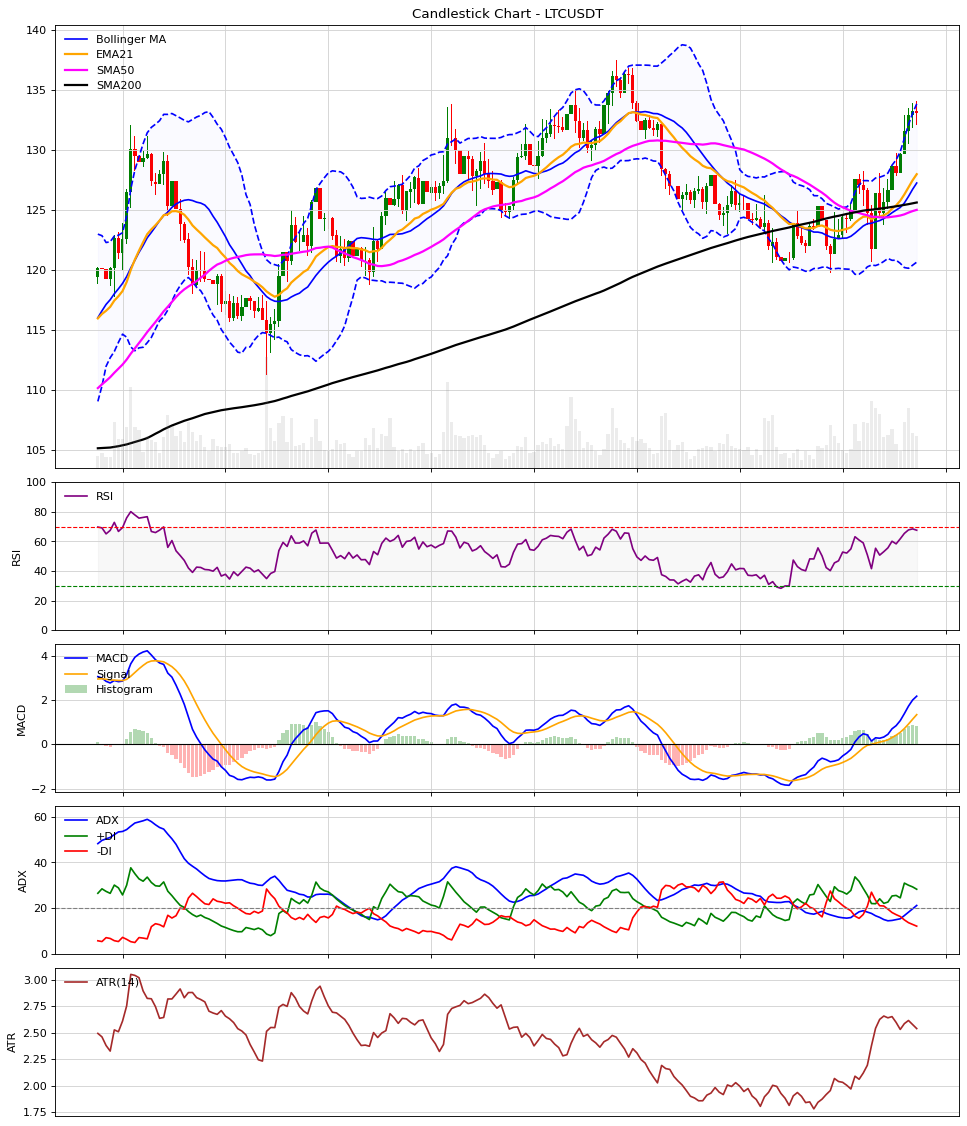 Candlestick Chart - LTCUSDT
Bollinger MA
EMA21
SMA50
SMA200
140
135
130
125
120
115
110
105
RSI
100
80
60
40
20
0
RSI
MACD
Signal
Histogram
4
2
0
−2
MACD
ADX
+DI
-DI
60
40
20
0
ADX
ATR(14)
3.00
2.75
2.50
2.25
2.00
1.75
ATR